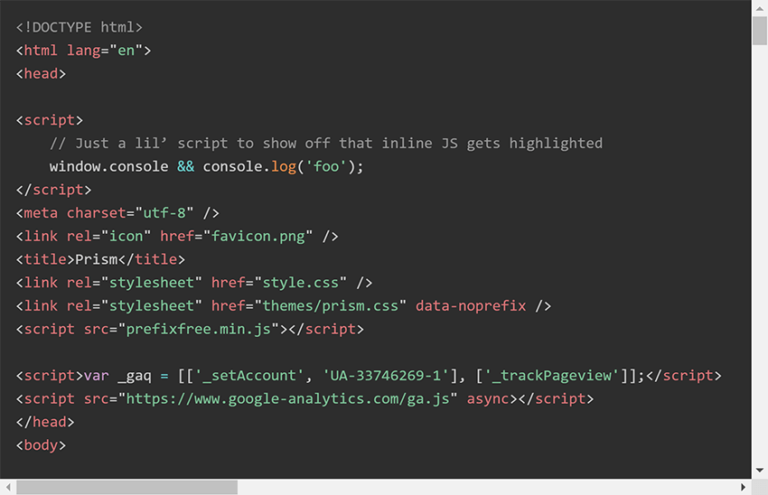 <!DOCTYPE html>
<html lang="en">
<head>

<script>
    // Just a lil’ script to show off that inline JS gets highlighted
    window.console && console.log('foo');
</script>
<meta charset="utf-8" />
<link rel="icon" href="favicon.png" />
<title>Prism</title>
<link rel="stylesheet" href="style.css" />
<link rel="stylesheet" href="themes/prism.css" data-noprefix />
<script src="prefixfree.min.js"></script>

<script>var _gaq = [['_setAccount', 'UA-33746269-1'], ['_trackPageview']];</script>
<script src="https://www.google-analytics.com/ga.js" async></script>
</head>
<body>